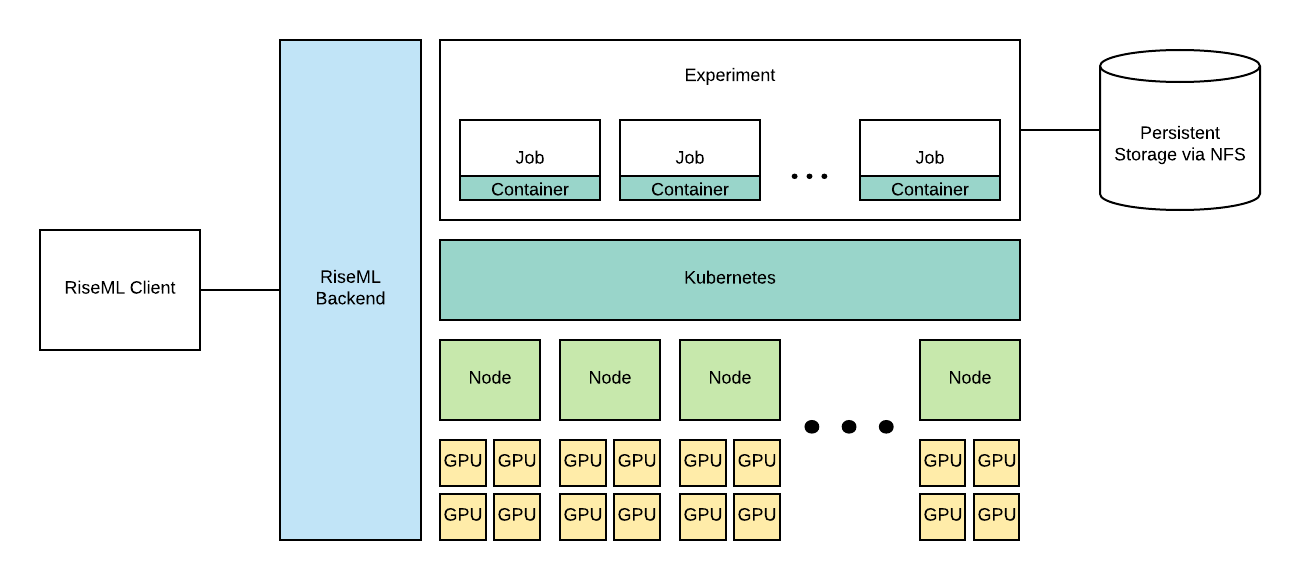 Experiment
Job
Job
Job
Container
Container
Container
Persistent
Storage via NFS
RiseML Client
RiseML
Backend
Kubernetes
Node
Node
Node
Node
GPU GPU GPU GPU GPU GPU GPU GPU
GPU GPU GPU GPU GPU GPU GPU GPU